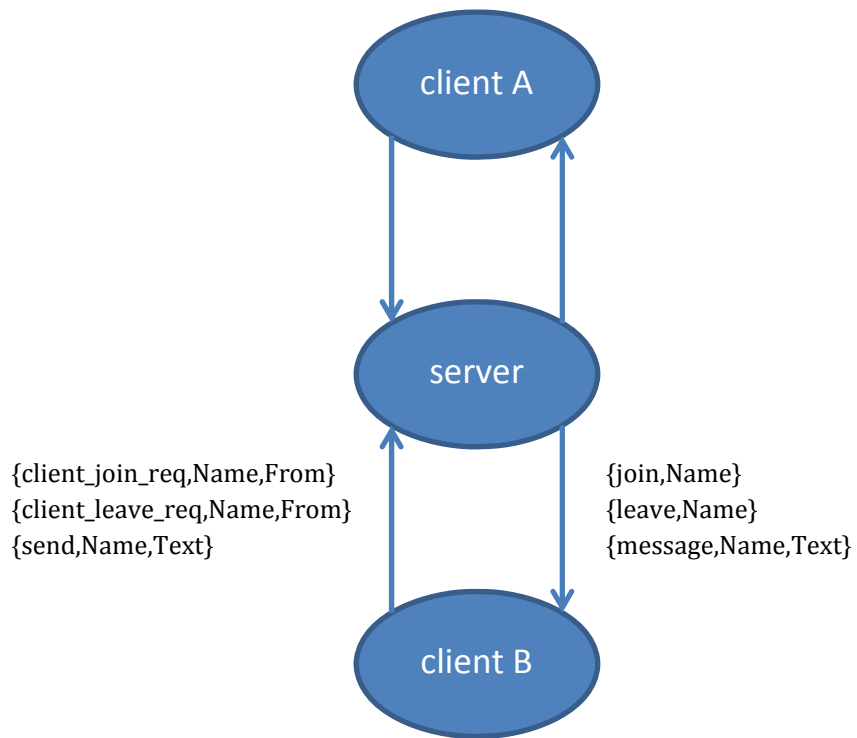 client A
server
{client_join_req,Name,From}
{client_leave_req,Name,From}
{send,Name,Text}
{join,Name}
{leave,Name}
{message,Name,Text}
client B